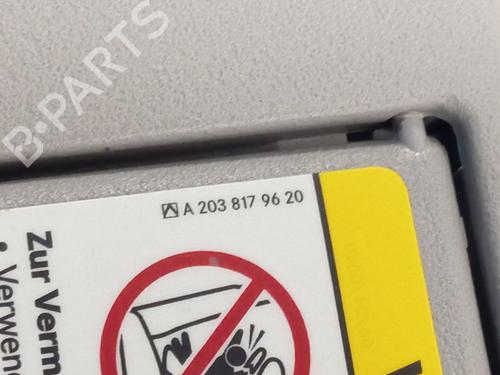 B·PARTS
A 203 817 96 20
Zur Verm
• Verwend